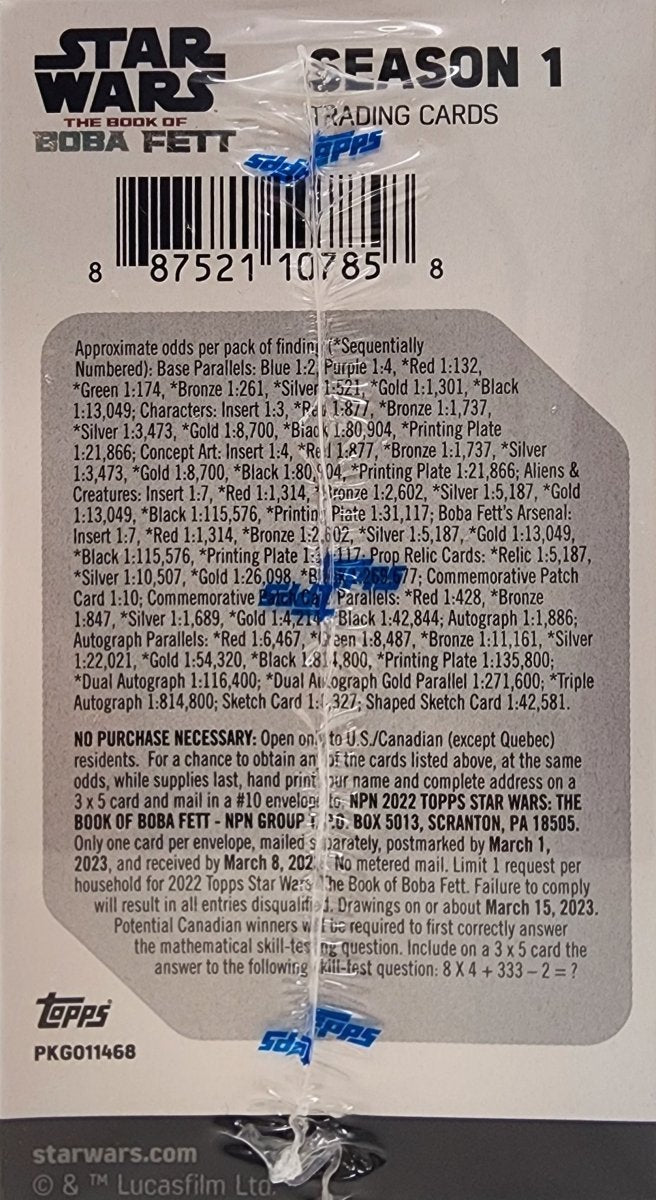 STAR WARS
THE BOOK OF
BOBA FETT
SEASON 1
TRADING CARDS
Topps
8 87521 10785 8
Approximate odds per pack of finding (*Sequentially
Numbered): Base Parallels: Blue 1:2, Purple 1:4, *Red 1:132,
*Green 1:174, *Bronze 1:261, *Silver 1:521, *Gold 1:1,301, *Black
1:13,049; Characters: Insert 1:3, *Red 1:877, *Bronze 1:1,737,
*Silver 1:3,473, *Gold 1:8,700, *Black 1:80,904, *Printing Plate
1:21,866; Concept Art: Insert 1:4, *Red 1:877, *Bronze 1:1,737, *Silver
1:3,473, *Gold 1:8,700, *Black 1:80,904, *Printing Plate 1:21,866; Aliens &
Creatures: Insert 1:7, *Red 1:1,314, *Bronze 1:2,602, *Silver 1:5,187, *Gold
1:13,049, *Black 1:115,576, *Printing Plate 1:31,117; Boba Fett's Arsenal:
Insert 1:7, *Red 1:1,314, *Bronze 1:2,602, *Silver 1:5,187, *Gold 1:13,049,
*Black 1:115,576, *Printing Plate 1:31,117; Prop Relic Cards: *Relic 1:5,187,
*Silver 1:10,507, *Gold 1:26,098, *Black Commemorative Patch
Card 1:10; Commemorative Patch Card Parallels: *Red 1:428, *Bronze
1:847, *Silver 1:1,689, *Gold 1:4,214, *Black 1:42,844; Autograph 1:1,886;
Autograph Parallels: *Red 1:6,467, *Green 1:8,487, *Bronze 1:11,161, *Silver
1:22,021, *Gold 1:54,320, *Black 1:814,800, *Printing Plate 1:135,800;
*Dual Autograph 1:116,400; *Dual Autograph Gold Parallel 1:271,600; *Triple
Autograph 1:814,800; Sketch Card Shaped Sketch Card 1:42,581.
NO PURCHASE NECESSARY: Open only to U.S./Canadian (except Quebec)
residents. For a chance to obtain any of the cards listed above, at the same
odds, while supplies last, hand print your name and complete address on a
3 x 5 card and mail in a #10 envelope to: NPN 2022 TOPPS STAR WARS: THE
BOOK OF BOBA FETT - NPN GROUP P.O. BOX 5013, SCRANTON, PA 18505.
Only one card per envelope, mailed separately, postmarked by March 1,
2023, and received by March 8, 2023. No metered mail. Limit 1 request per
household for 2022 Topps Star Wars The Book of Boba Fett. Failure to comply
will result in all entries disqualified. Drawings on or about March 15, 2023.
Potential Canadian winners will be required to first correctly answer
the mathematical skill-testing question. Include on a 3 x 5 card the
answer to the following skill-test question: 8 X 4 + 333 – 2 = ?
Topps
Topps
Topps
PKG011468
starwars.com
© & ™ Lucasfilm Ltd.